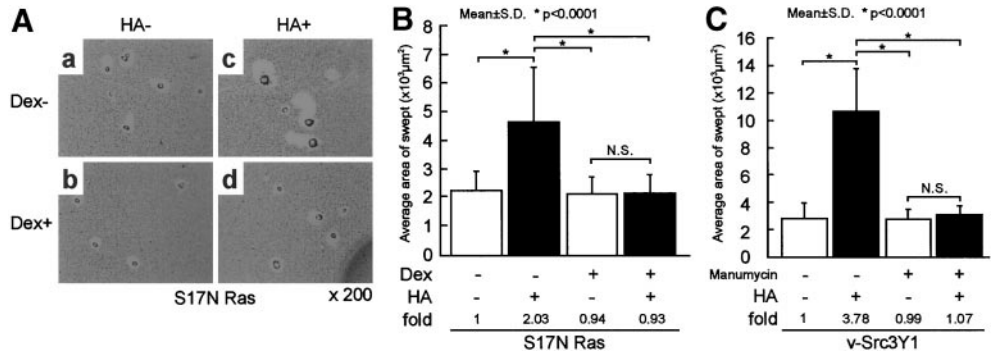 A
HA-
HA+
a
c
Dex-
b
d
Dex+
S17N Ras
x 200
B
Mean±S.D. * p<0.0001
Average area of swept (x10³μm²)
8
7
6
5
4
3
2
1
0
*
*
*
N.S.
Dex - - + +
HA - + - +
fold 1 2.03 0.94 0.93
S17N Ras
C
Mean±S.D. * p<0.0001
Average area of swept (x10³μm²)
16
14
12
10
8
6
4
2
0
*
*
*
N.S.
Manumycin - - + +
HA - + - +
fold 1 3.78 0.99 1.07
v-Src3Y1